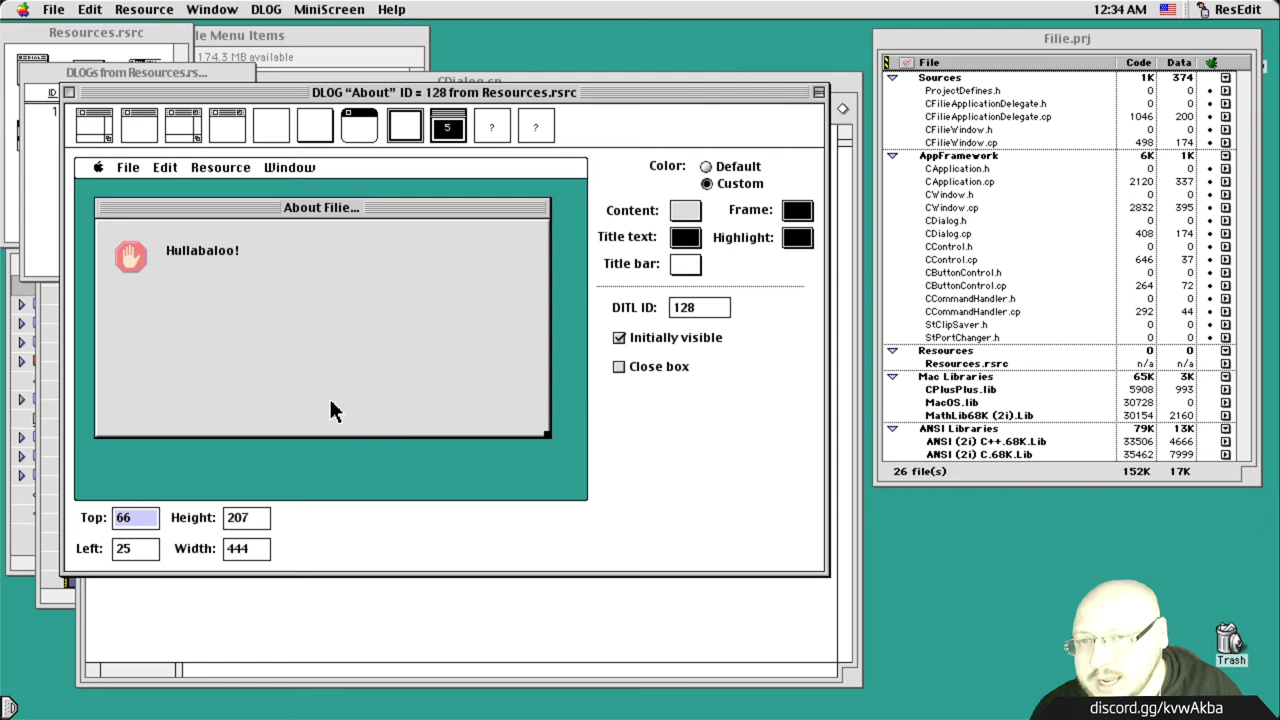 File Edit Resource Window DLOG MiniScreen Help 12:34 AM ResEdit
Resources.rsrc
le Menu Items
174.3 MB available
DLOGs from Resources.rs...
ID
CDialog.cp
DLOG “About” ID = 128 from Resources.rsrc
5 ? ?
File Edit Resource Window
About Filie...
Hullabaloo!
Color: Default
Custom
Content: Frame:
Title text: Highlight:
Title bar:
DITL ID: 128
Initially visible
Close box
Top: 66 Height: 207
Left: 25 Width: 444
Filie.prj
File Code Data
Sources 1K 374
ProjectDefines.h 0 0
CFilieApplicationDelegate.h 0 0
CFilieApplicationDelegate.cp 1046 200
CFilieWindow.h 0 0
CFilieWindow.cp 498 174
AppFramework 6K 1K
CApplication.h 0 0
CApplication.cp 2120 337
CWindow.h 0 0
CWindow.cp 2832 395
CDialog.h 0 0
CDialog.cp 408 174
CControl.h 0 0
CControl.cp 646 37
CButtonControl.h 0 0
CButtonControl.cp 264 72
CCommandHandler.h 0 0
CCommandHandler.cp 292 44
StClipSaver.h 0 0
StPortChanger.h 0 0
Resources 0 0
Resources.rsrc n/a n/a
Mac Libraries 65K 3K
CPlusPlus.lib 5908 993
MacOS.lib 30728 0
MathLib68K (2i).Lib 30154 2160
ANSI Libraries 79K 13K
ANSI (2i) C++.68K.Lib 33506 4666
ANSI (2i) C.68K.Lib 35462 7999
26 file(s) 152K 17K
Trash
discord.gg/kvwAkba